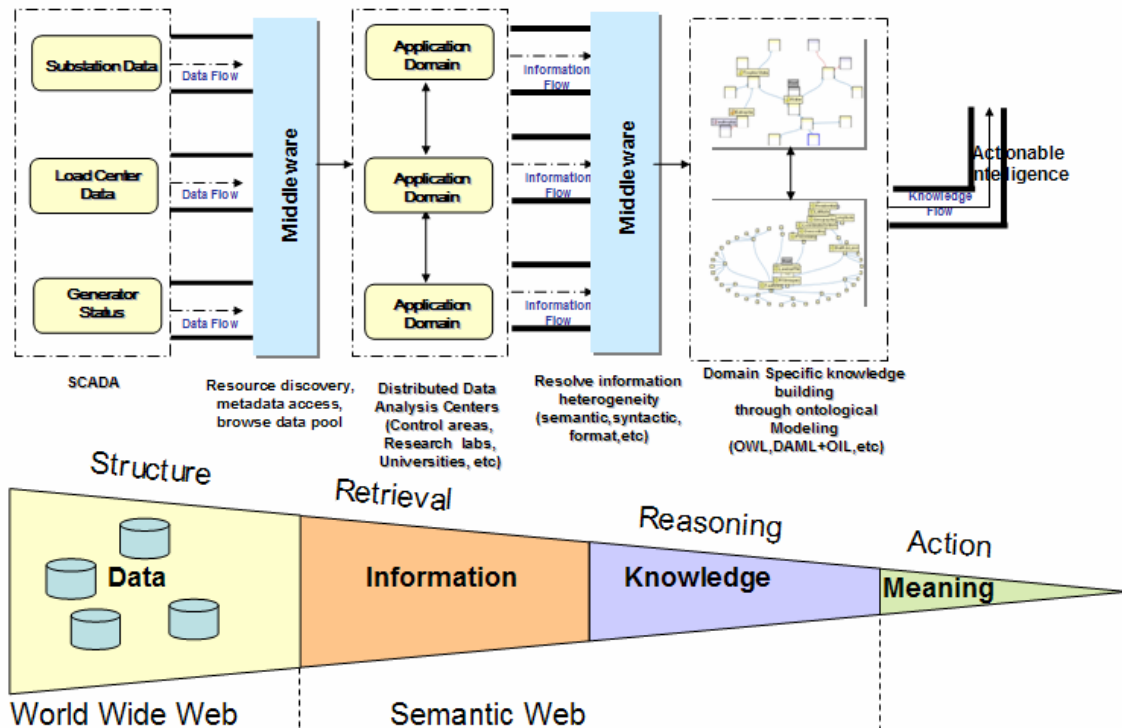 Substation Data
Load Center
Data
Generator
Status
Data Flow
Data Flow
Data Flow
Middleware
Application
Domain
Application
Domain
Application
Domain
Information
Flow
Information
Flow
Information
Flow
Middleware
Actionable
Intelligence
Knowledge
Flow
SCADA
Resource discovery,
metadata access,
browse data pool
Distributed Data
Analysis Centers
(Control areas,
Research labs,
Universities, etc)
Resolve information
heterogeneity
(semantic,syntactic,
format,etc)
Domain Specific knowledge
building
through ontological
Modeling
(OWL,DAML+OIL,etc)
Structure
Retrieval
Reasoning
Action
Data
Information
Knowledge
Meaning
World Wide Web
Semantic Web